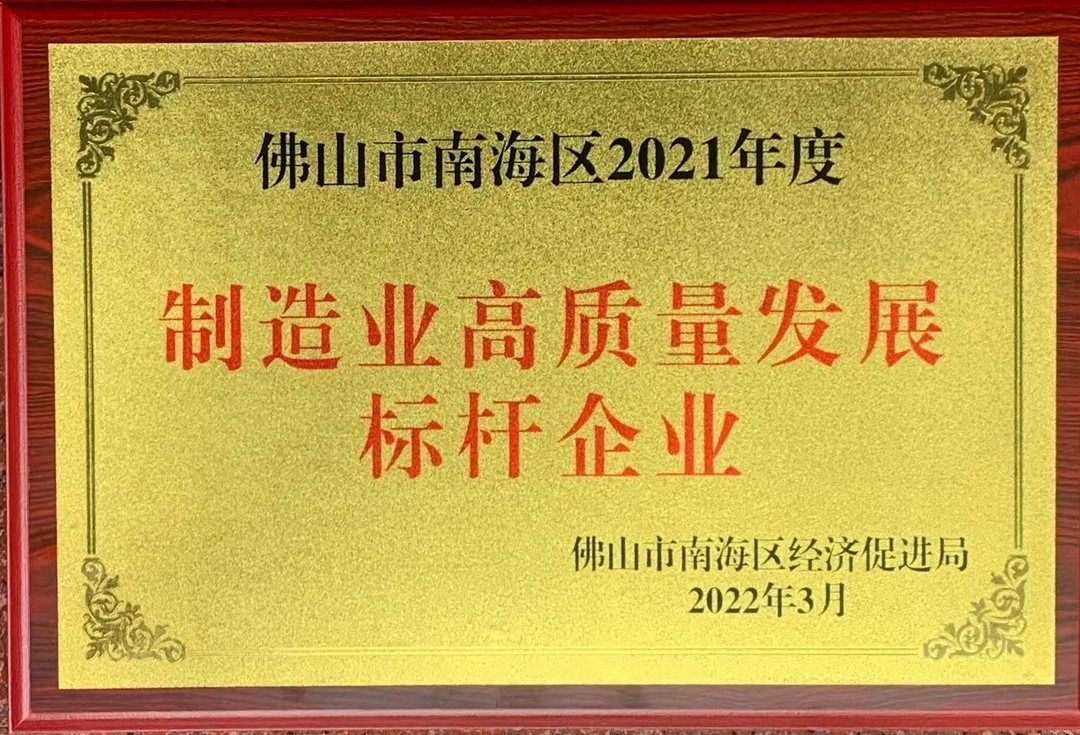 佛山市南海区2021年度
制造业高质量发展
标杆企业
佛山市南海区经济促进局
2022年3月